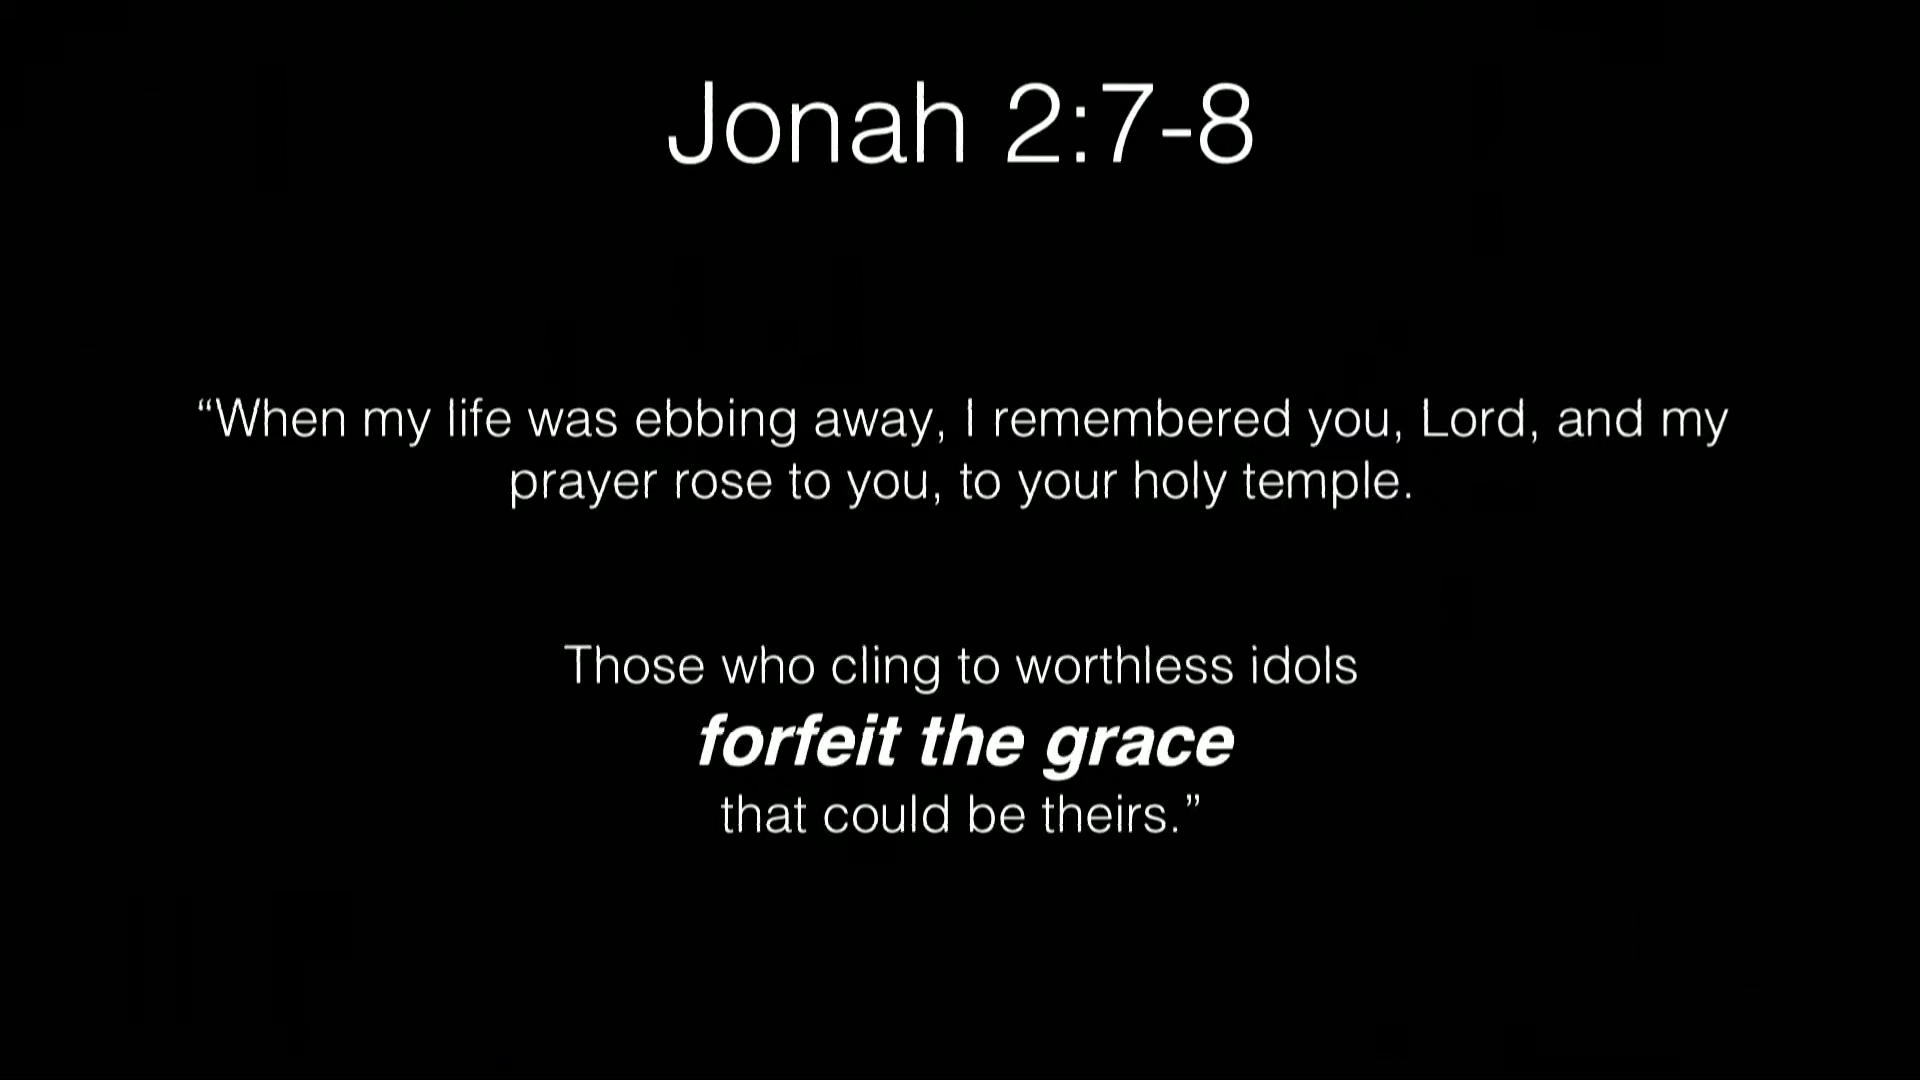 Jonah 2:7-8
“When my life was ebbing away, I remembered you, Lord, and my
prayer rose to you, to your holy temple.
Those who cling to worthless idols
forfeit the grace
that could be theirs.”